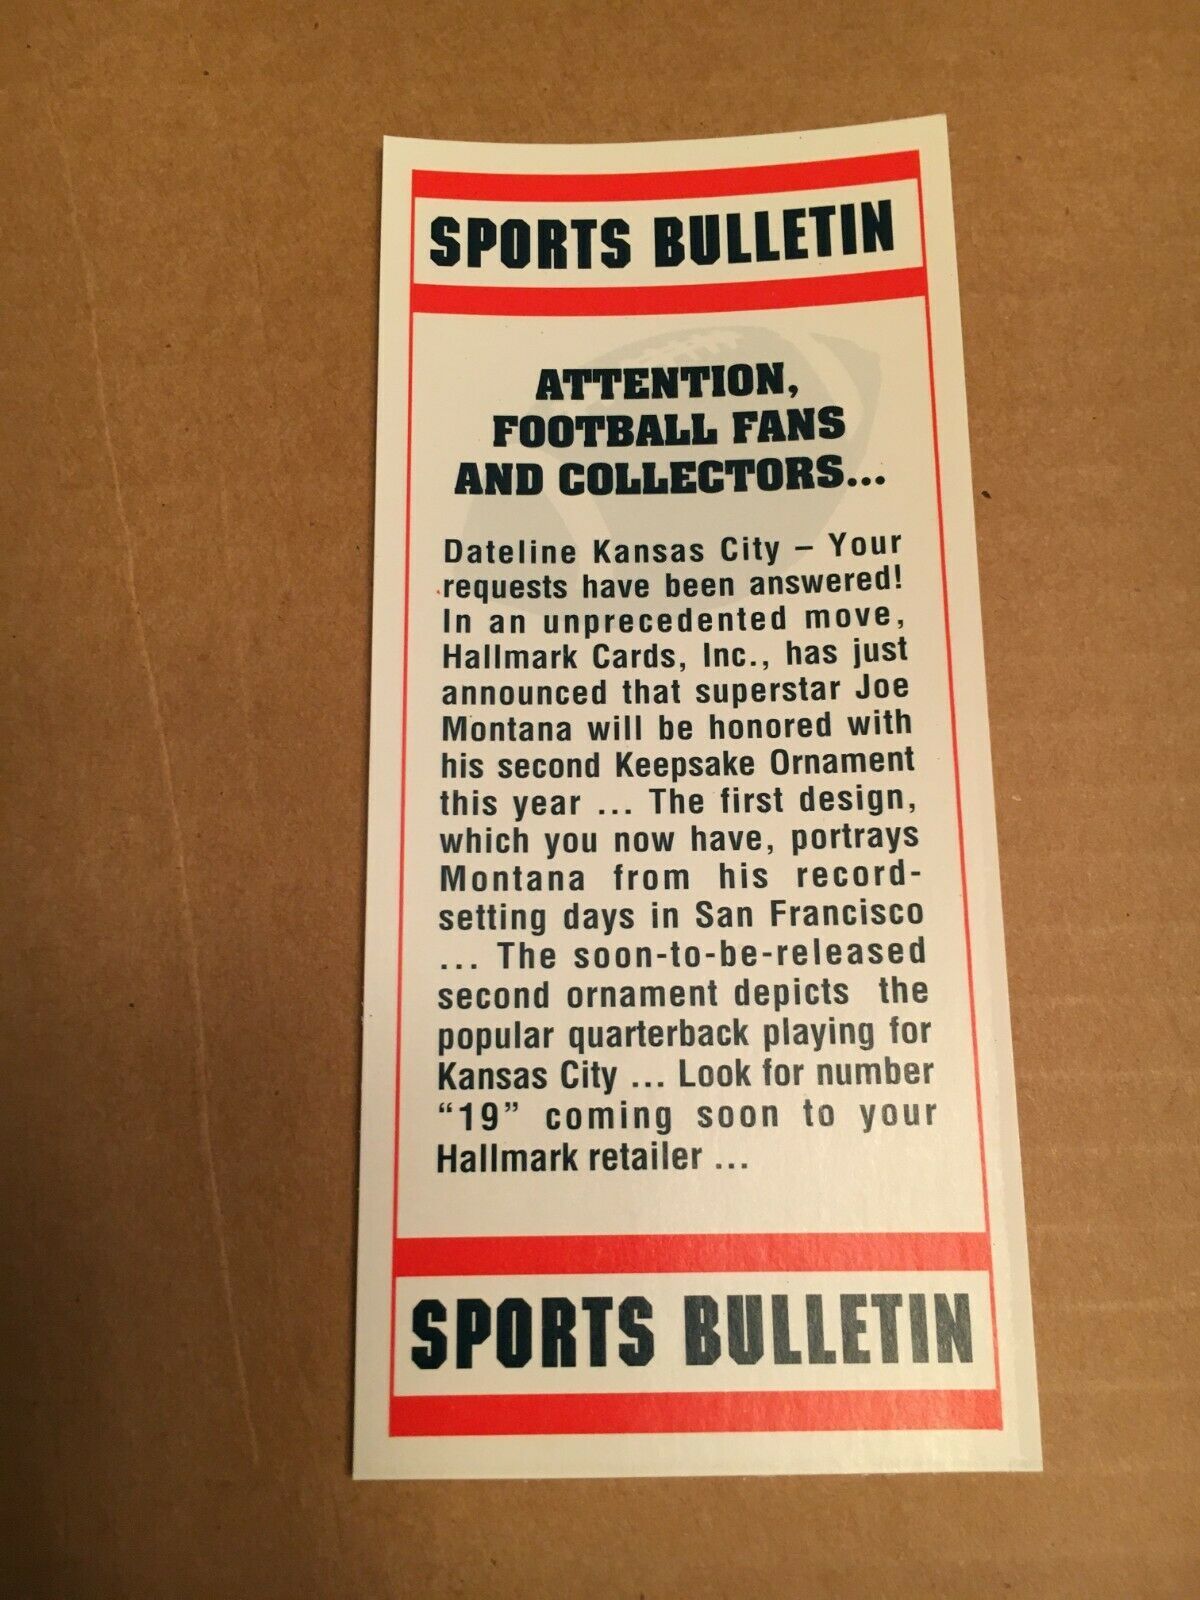 SPORTS BULLETIN
ATTENTION,
FOOTBALL FANS
AND COLLECTORS...
Dateline Kansas City – Your
requests have been answered!
In an unprecedented move,
Hallmark Cards, Inc., has just
announced that superstar Joe
Montana will be honored with
his second Keepsake Ornament
this year ... The first design,
which you now have, portrays
Montana from his record-
setting days in San Francisco
... The soon-to-be-released
second ornament depicts the
popular quarterback playing for
Kansas City ... Look for number
“19” coming soon to your
Hallmark retailer ...
SPORTS BULLETIN